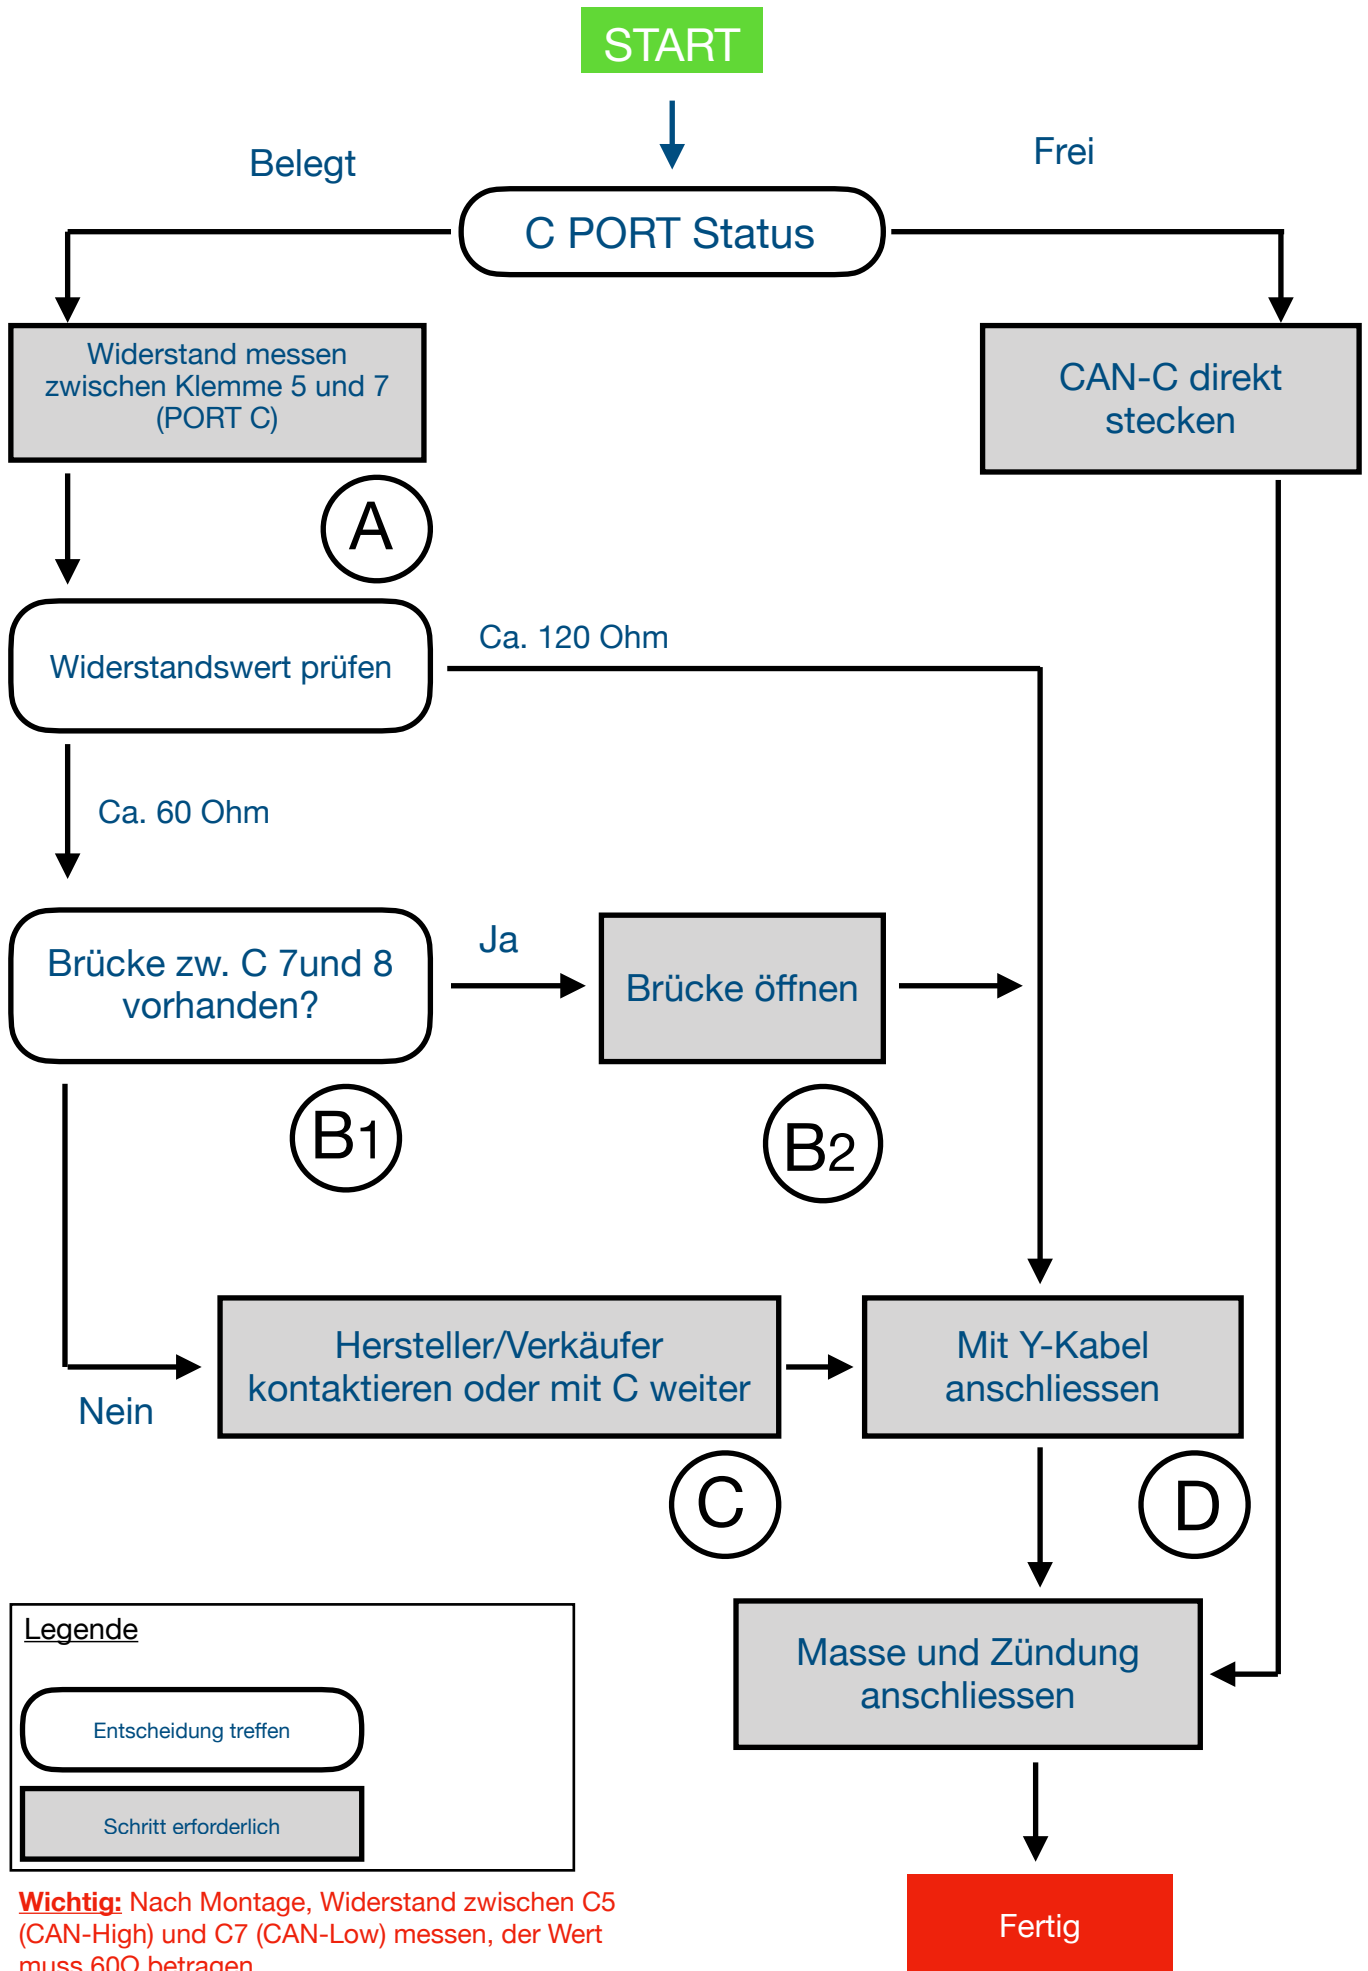 START
Belegt
Frei
C PORT Status
Widerstand messen
zwischen Klemme 5 und 7
(PORT C)
CAN-C direkt
stecken
A
Widerstandswert prüfen
Ca. 120 Ohm
Ca. 60 Ohm
Brücke zw. C 7und 8
vorhanden?
Ja
Brücke öffnen
B1
B2
Hersteller/Verkäufer
kontaktieren oder mit C weiter
Mit Y-Kabel
anschliessen
Nein
C
D
Masse und Zündung
anschliessen
Legende
Entscheidung treffen
Schritt erforderlich
Wichtig: Nach Montage, Widerstand zwischen C5
(CAN-High) und C7 (CAN-Low) messen, der Wert
muss 60Ω betragen
Fertig